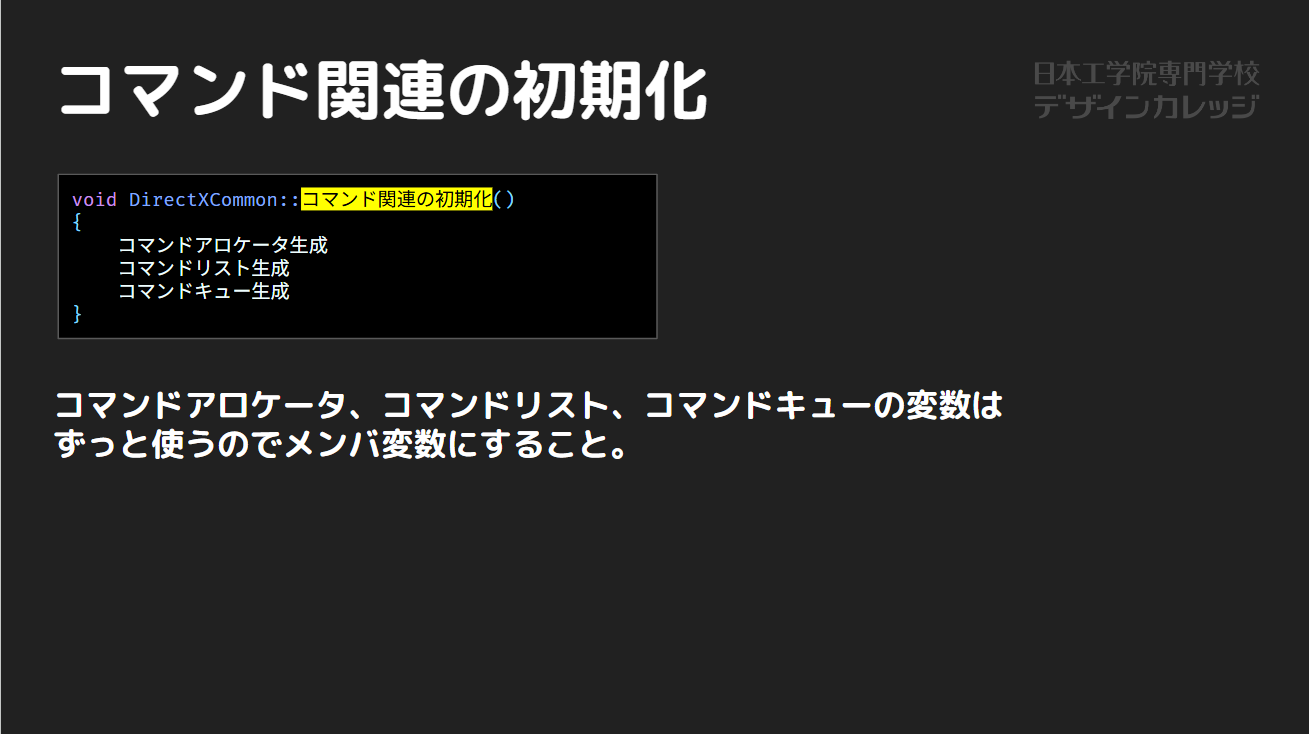 コマンド関連の初期化
日本工学院専門学校
デザインカレッジ
void DirectXCommon::コマンド関連の初期化()
{
    コマンドアロケータ生成
    コマンドリスト生成
    コマンドキュー生成
}
コマンドアロケータ、コマンドリスト、コマンドキューの変数は
ずっと使うのでメンバ変数にすること。